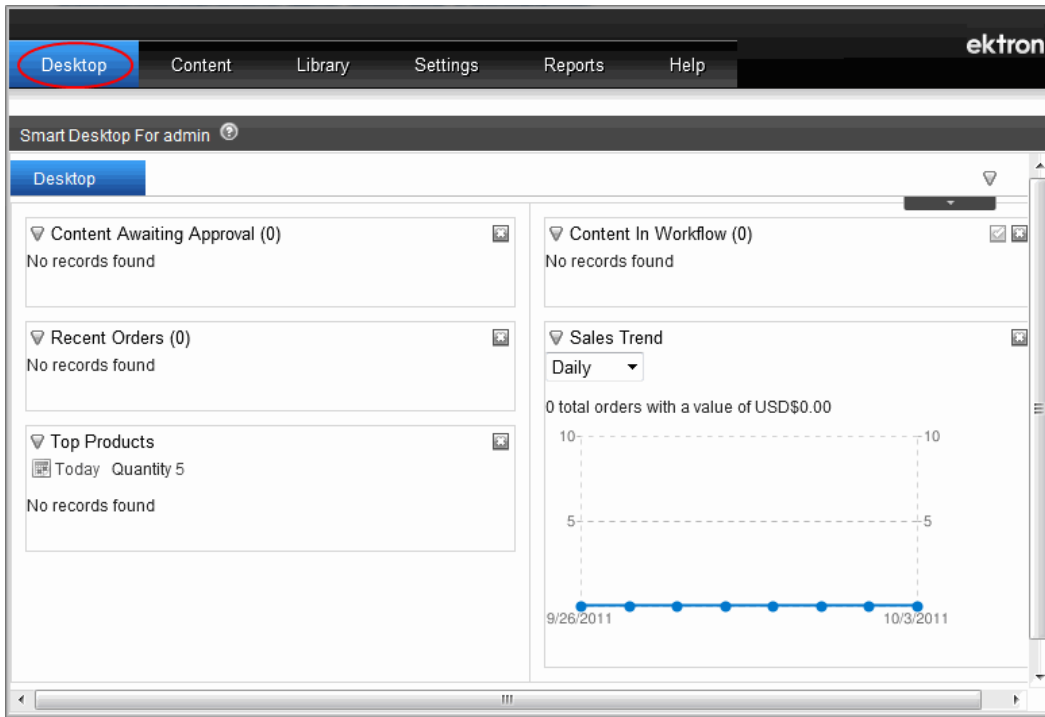 ektron
Desktop Content Library Settings Reports Help
Smart Desktop For admin ?
Desktop
Content Awaiting Approval (0)
No records found
Recent Orders (0)
No records found
Top Products
Today Quantity 5
No records found
Content In Workflow (0)
No records found
Sales Trend
Daily
0 total orders with a value of USD$0.00
10 10
5 5
9/26/2011 10/3/2011